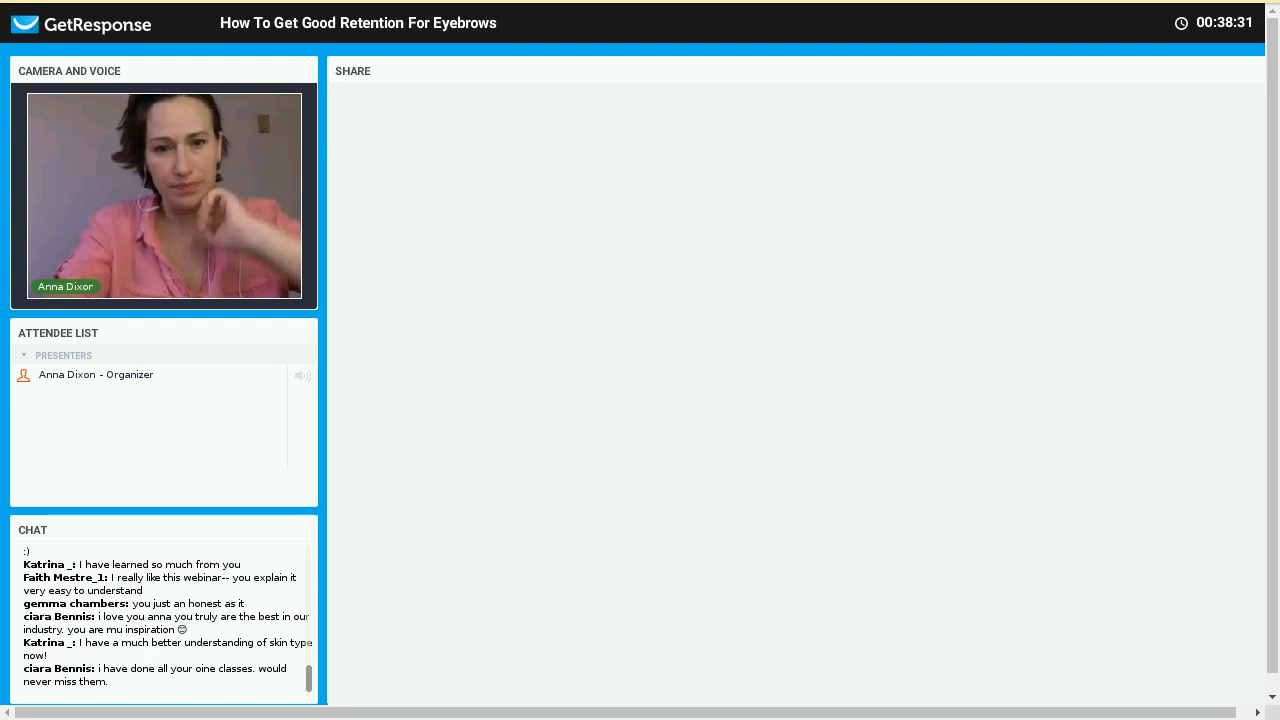 GetResponse
How To Get Good Retention For Eyebrows
00:38:31
CAMERA AND VOICE
Anna Dixon
ATTENDEE LIST
PRESENTERS
Anna Dixon - Organizer
CHAT
:)
Katrina _: I have learned so much from you
Faith Mestre_1: I really like this webinar-- you explain it
very easy to understand
gemma chambers: you just an honest as it
ciara Bennis: i love you anna you truly are the best in our
industry. you are mu inspiration 😊
Katrina _: I have a much better understanding of skin type
now!
ciara Bennis: i have done all your oine classes. would
never miss them.
SHARE